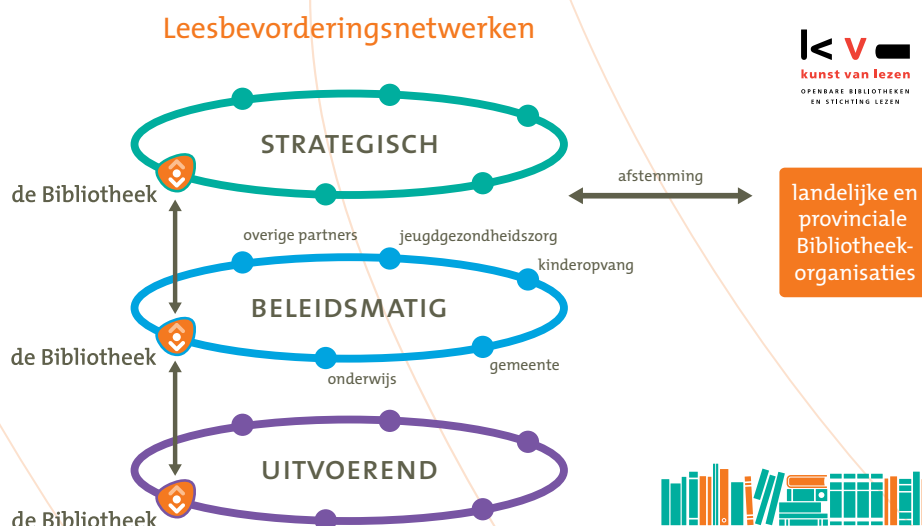 Leesbevorderingsnetwerken
kunst van lezen
OPENBARE BIBLIOTHEKEN
EN STICHTING LEZEN
STRATEGISCH
de Bibliotheek
afstemming
landelijke en
provinciale
Bibliotheek-
organisaties
overige partners
jeugdgezondheidszorg
kinderopvang
BELEIDSMATIG
de Bibliotheek
onderwijs
gemeente
UITVOEREND
de Bibliotheek